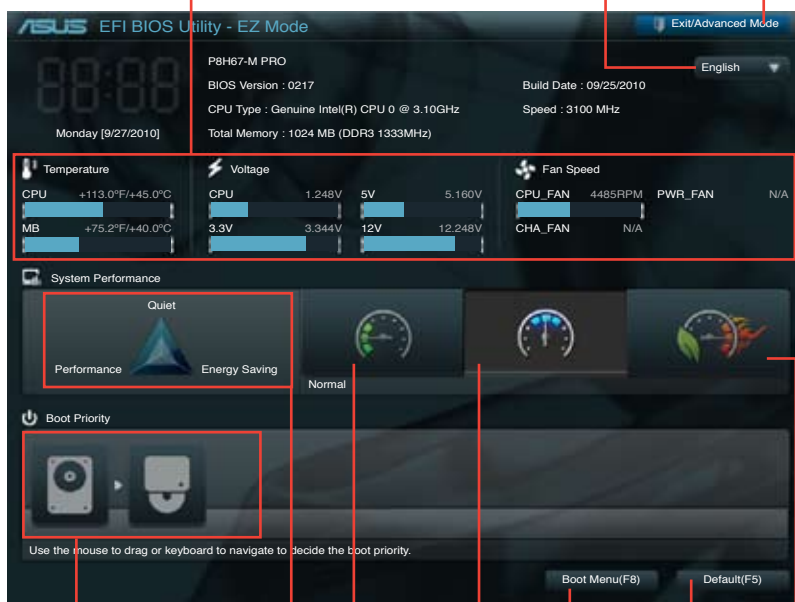 ASUS EFI BIOS Utility - EZ Mode
Exit/Advanced Mode
P8H67-M PRO
English
BIOS Version : 0217
Build Date : 09/25/2010
CPU Type : Genuine Intel(R) CPU 0 @ 3.10GHz
Speed : 3100 MHz
Monday [9/27/2010]
Total Memory : 1024 MB (DDR3 1333MHz)
Temperature
CPU +113.0ºF/+45.0ºC
MB +75.2ºF/+40.0ºC
Voltage
CPU 1.248V 5V 5.160V
3.3V 3.344V 12V 12.248V
Fan Speed
CPU_FAN 4485RPM PWR_FAN N/A
CHA_FAN N/A
System Performance
Quiet
Performance Energy Saving
Normal
Boot Priority
Use the mouse to drag or keyboard to navigate to decide the boot priority.
Boot Menu(F8)
Default(F5)